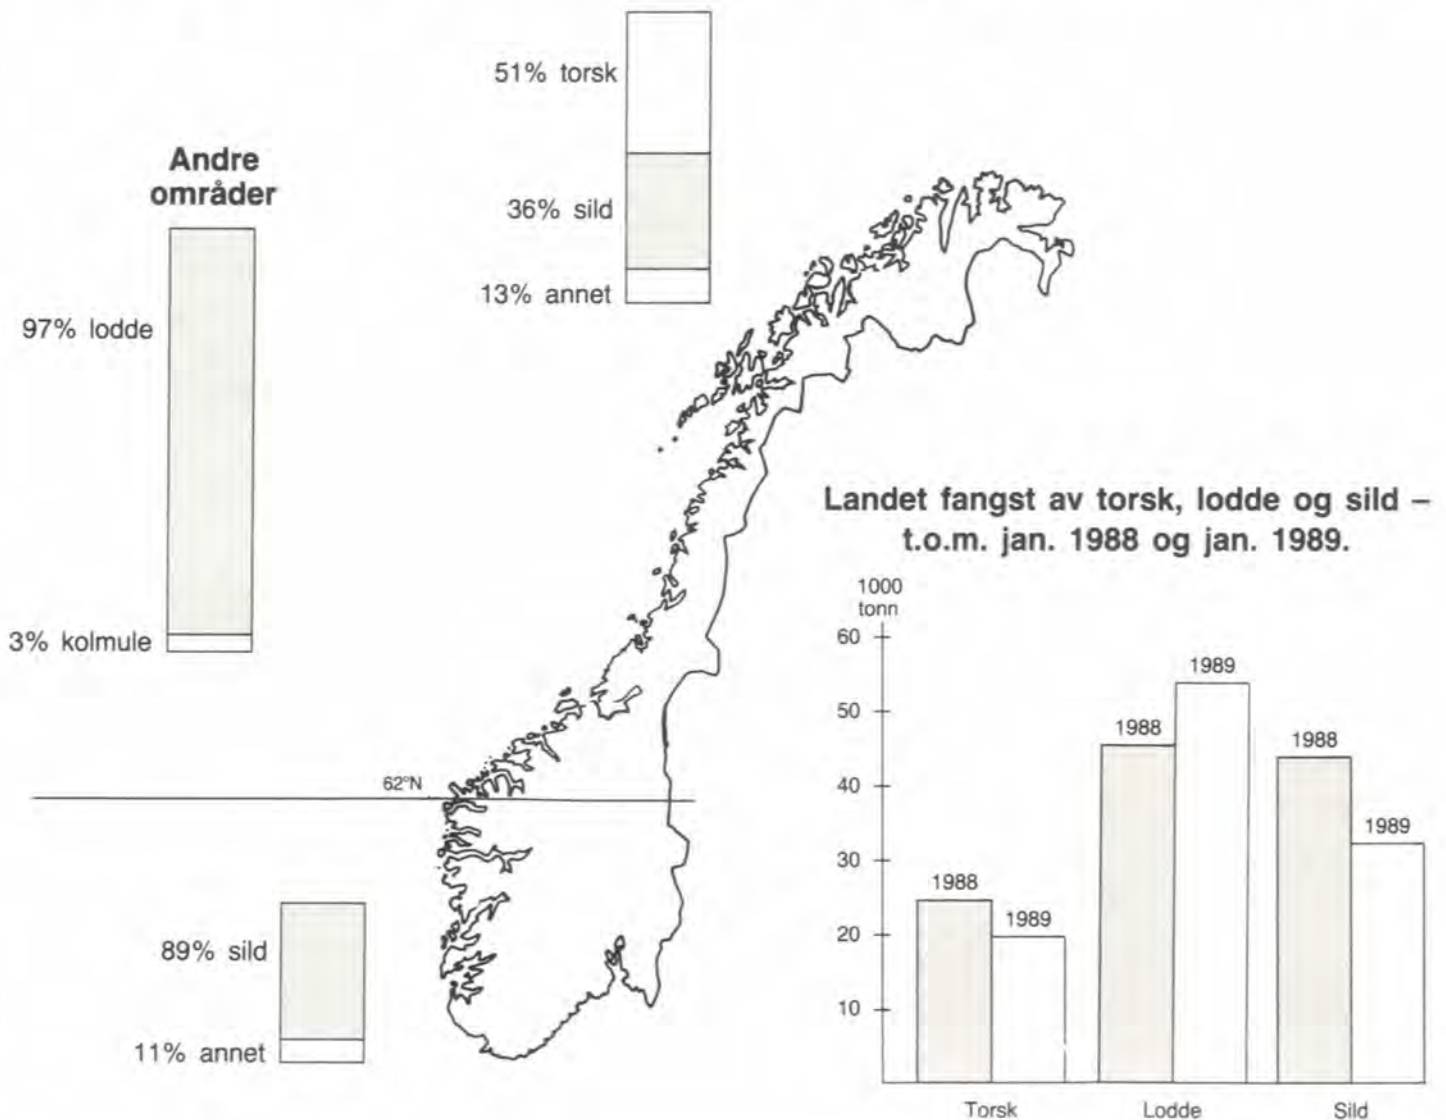 51% torsk
36% sild
13% annet
Andre
områder
97% lodde
3% kolmule
62°N
89% sild
11% annet
Landet fangst av torsk, lodde og sild –
t.o.m. jan. 1988 og jan. 1989.
1000
tonn
60
50
40
30
20
10
1988
1989
1988
1989
1988
1989
Torsk
Lodde
Sild